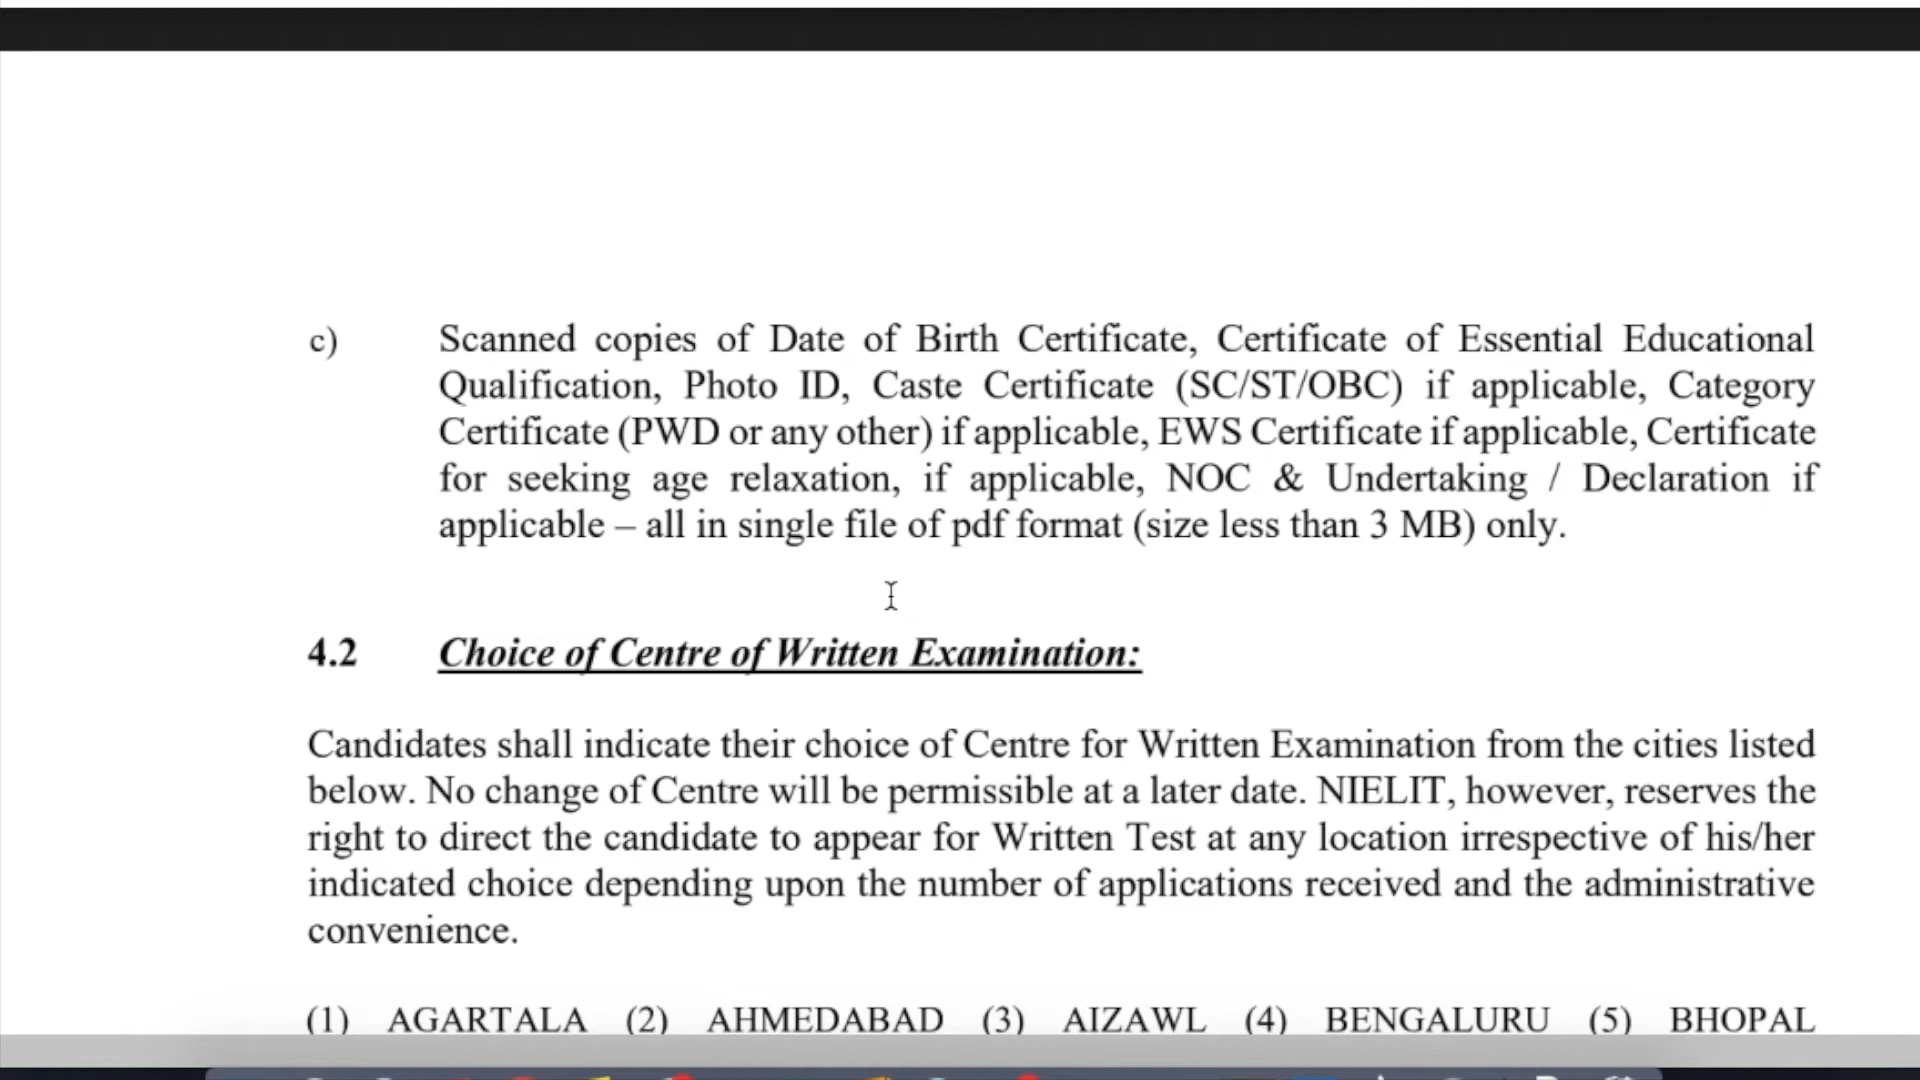 c) Scanned copies of Date of Birth Certificate, Certificate of Essential Educational
Qualification, Photo ID, Caste Certificate (SC/ST/OBC) if applicable, Category
Certificate (PWD or any other) if applicable, EWS Certificate if applicable, Certificate
for seeking age relaxation, if applicable, NOC & Undertaking / Declaration if
applicable – all in single file of pdf format (size less than 3 MB) only.
4.2 Choice of Centre of Written Examination:
Candidates shall indicate their choice of Centre for Written Examination from the cities listed
below. No change of Centre will be permissible at a later date. NIELIT, however, reserves the
right to direct the candidate to appear for Written Test at any location irrespective of his/her
indicated choice depending upon the number of applications received and the administrative
convenience.
(1) AGARTALA (2) AHMEDABAD (3) AIZAWL (4) BENGALURU (5) BHOPAL